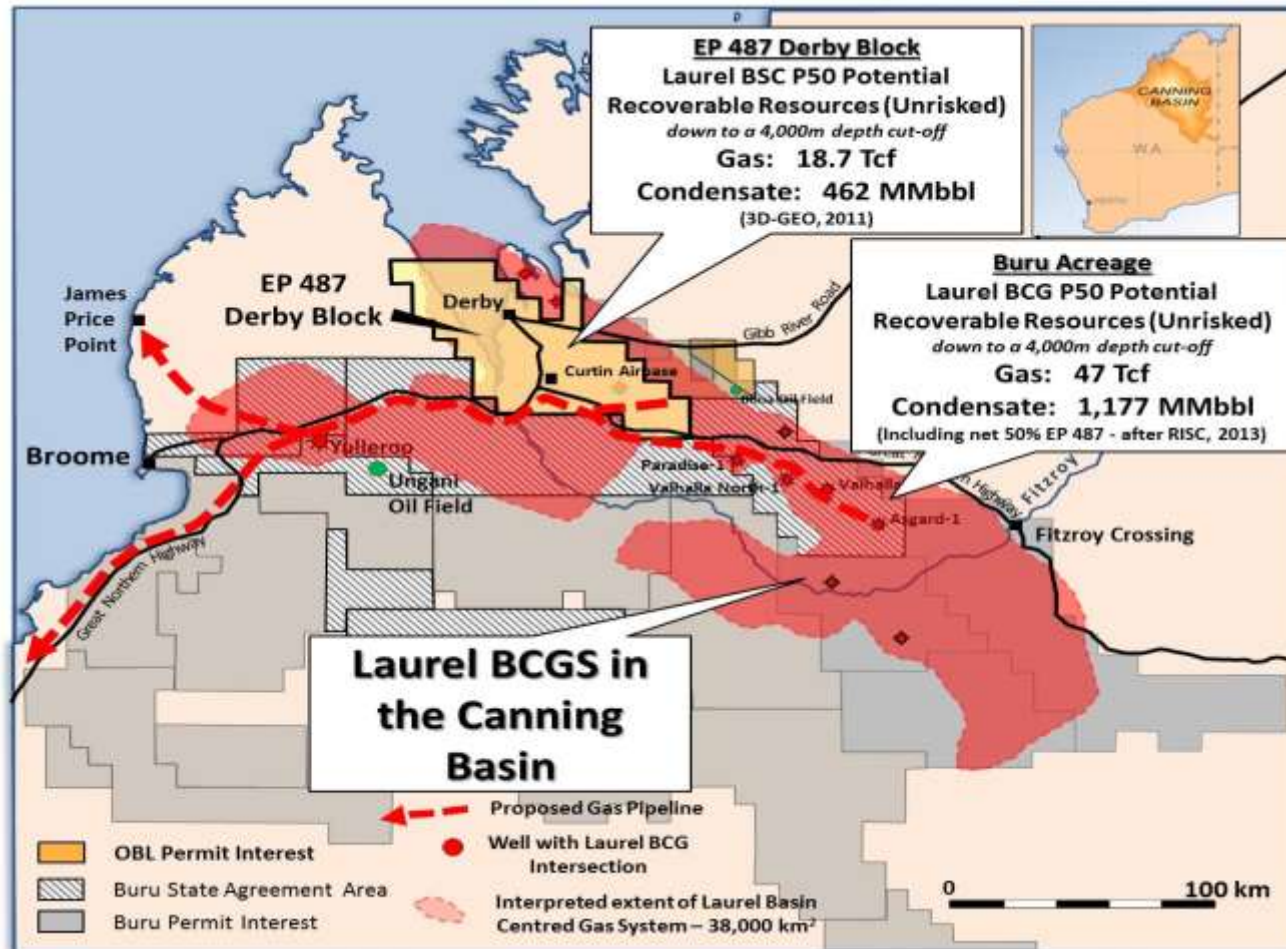 EP 487 Derby Block
Laurel BSC P50 Potential
Recoverable Resources (Unrisked)
down to a 4,000m depth cut-off
Gas: 18.7 Tcf
Condensate: 462 MMbbl
(3D-GEO, 2011)
CANNING
BASIN
WA
Buru Acreage
Laurel BCG P50 Potential
Recoverable Resources (Unrisked)
down to a 4,000m depth cut-off
Gas: 47 Tcf
Condensate: 1,177 MMbbl
(Including net 50% EP 487 - after RISC, 2013)
James
Price
Point
EP 487
Derby Block
Derby
Gibb River Road
Curtin Airbase
Oil Field
Broome
Yulleroo
Ungani
Oil Field
Paradise-1
Valhalla North-1
Valhalla
Asgard-1
Highway
Fitzroy
Fitzroy Crossing
Great Northern Highway
Laurel BCGS in
the Canning
Basin
Proposed Gas Pipeline
Well with Laurel BCG
Intersection
Interpreted extent of Laurel Basin
Centred Gas System – 38,000 km²
OBL Permit Interest
Buru State Agreement Area
Buru Permit Interest
0 100 km